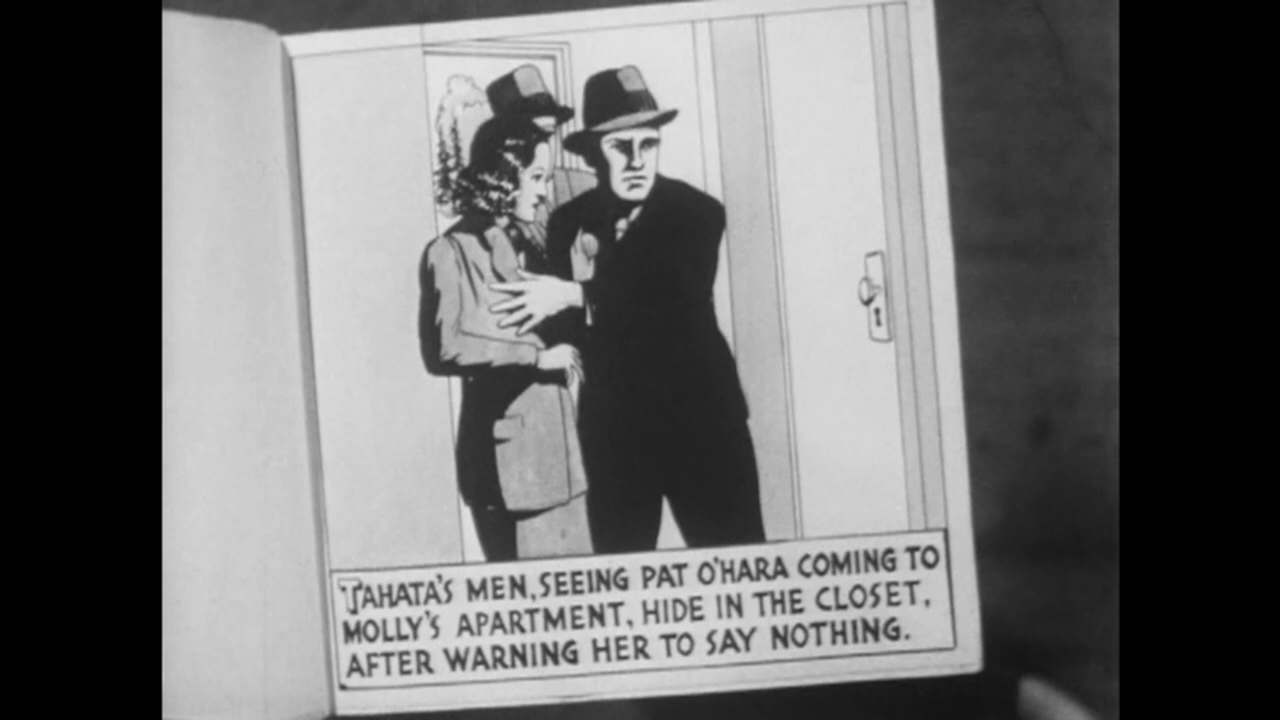 TAHATA'S MEN, SEEING PAT O'HARA COMING TO
MOLLY'S APARTMENT, HIDE IN THE CLOSET,
AFTER WARNING HER TO SAY NOTHING.